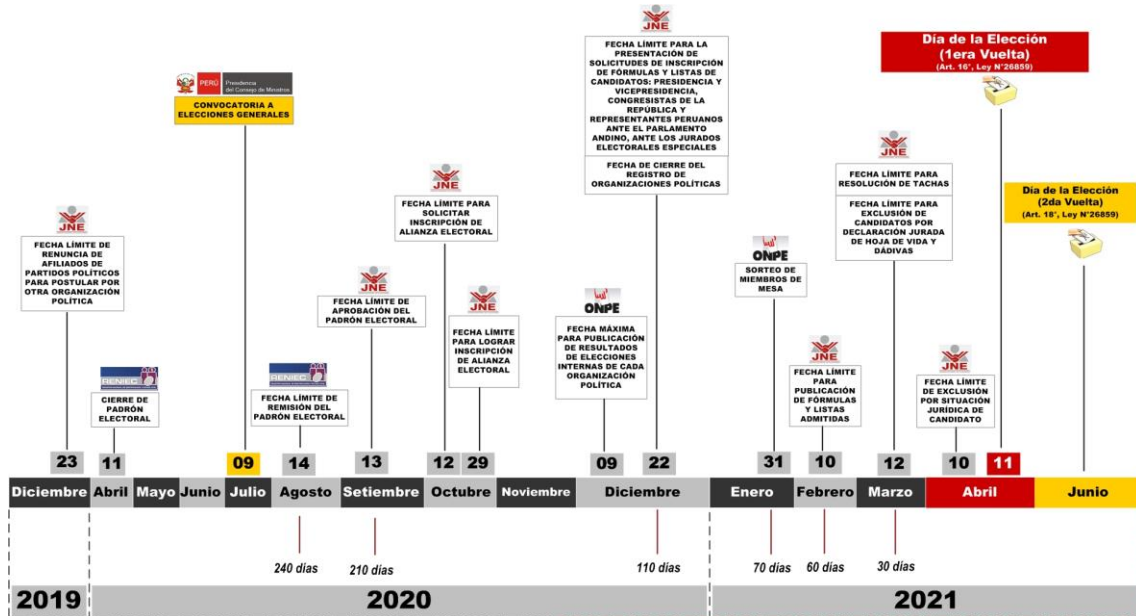 JNE
FECHA LÍMITE DE
RENUNCIA DE
AFILIADOS DE
PARTIDOS POLÍTICOS
PARA POSTULAR POR
OTRA ORGANIZACIÓN
POLÍTICA
RENIEC
CIERRE DE
PADRÓN
ELECTORAL
PERÚ
Presidencia
del Consejo de Ministros
CONVOCATORIA A
ELECCIONES GENERALES
RENIEC
FECHA LÍMITE DE
REMISIÓN DEL
PADRÓN ELECTORAL
JNE
FECHA LÍMITE DE
APROBACIÓN DEL
PADRÓN ELECTORAL
JNE
FECHA LÍMITE PARA
SOLICITAR
INSCRIPCIÓN DE
ALIANZA ELECTORAL
JNE
FECHA LÍMITE
PARA LOGRAR
INSCRIPCIÓN
DE ALIANZA
ELECTORAL
ONPE
FECHA MÁXIMA
PARA PUBLICACIÓN
DE RESULTADOS
DE ELECCIONES
INTERNAS DE CADA
ORGANIZACIÓN
POLÍTICA
JNE
FECHA LÍMITE PARA LA
PRESENTACIÓN DE
SOLICITUDES DE INSCRIPCIÓN
DE FÓRMULAS Y LISTAS DE
CANDIDATOS: PRESIDENCIA Y
VICEPRESIDENCIA,
CONGRESISTAS DE LA
REPÚBLICA Y
REPRESENTANTES PERUANOS
ANTE EL PARLAMENTO
ANDINO, ANTE LOS JURADOS
ELECTORALES ESPECIALES
FECHA DE CIERRE DEL
REGISTRO DE
ORGANIZACIONES POLÍTICAS
ONPE
SORTEO DE
MIEMBROS DE
MESA
JNE
FECHA LÍMITE
PARA
PUBLICACIÓN
DE FÓRMULAS
Y LISTAS
ADMITIDAS
JNE
FECHA LÍMITE PARA
RESOLUCIÓN DE TACHAS
FECHA LÍMITE PARA
EXCLUSIÓN DE
CANDIDATOS POR
DECLARACIÓN JURADA
DE HOJA DE VIDA Y
DÁDIVAS
JNE
FECHA LÍMITE
DE EXCLUSIÓN
POR SITUACIÓN
JURÍDICA DE
CANDIDATO
Día de la Elección
(1era Vuelta)
(Art. 16°, Ley N°26859)
Día de la Elección
(2da Vuelta)
(Art. 18°, Ley N°26859)
23 11 09 14 13 12 29 09 22 31 10 12 10 11
Diciembre Abril Mayo Junio Julio Agosto Setiembre Octubre Noviembre Diciembre Enero Febrero Marzo Abril Junio
240 dias 210 dias 110 dias 70 dias 60 dias 30 dias
2019 2020 2021